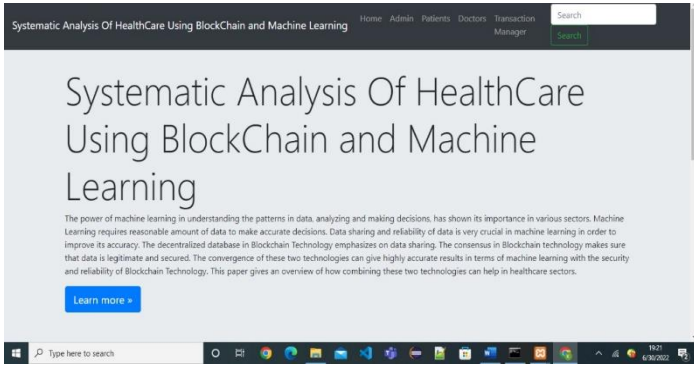 Systematic Analysis Of HealthCare Using BlockChain and Machine Learning
Home Admin Patients Doctors Transaction
Manager
Search
Search
Systematic Analysis Of HealthCare
Using BlockChain and Machine
Learning
The power of machine learning in understanding the patterns in data, analyzing and making decisions, has shown its importance in various sectors. Machine
Learning requires reasonable amount of data to make accurate decisions. Data sharing and reliability of data is very crucial in machine learning in order to
improve its accuracy. The decentralized database in Blockchain Technology emphasizes on data sharing. The consensus in Blockchain technology makes sure
that data is legitimate and secured. The convergence of these two technologies can give highly accurate results in terms of machine learning with the security
and reliability of Blockchain Technology. This paper gives an overview of how combining these two technologies can help in healthcare sectors.
Learn more »
Type here to search
19:21
6/30/2022